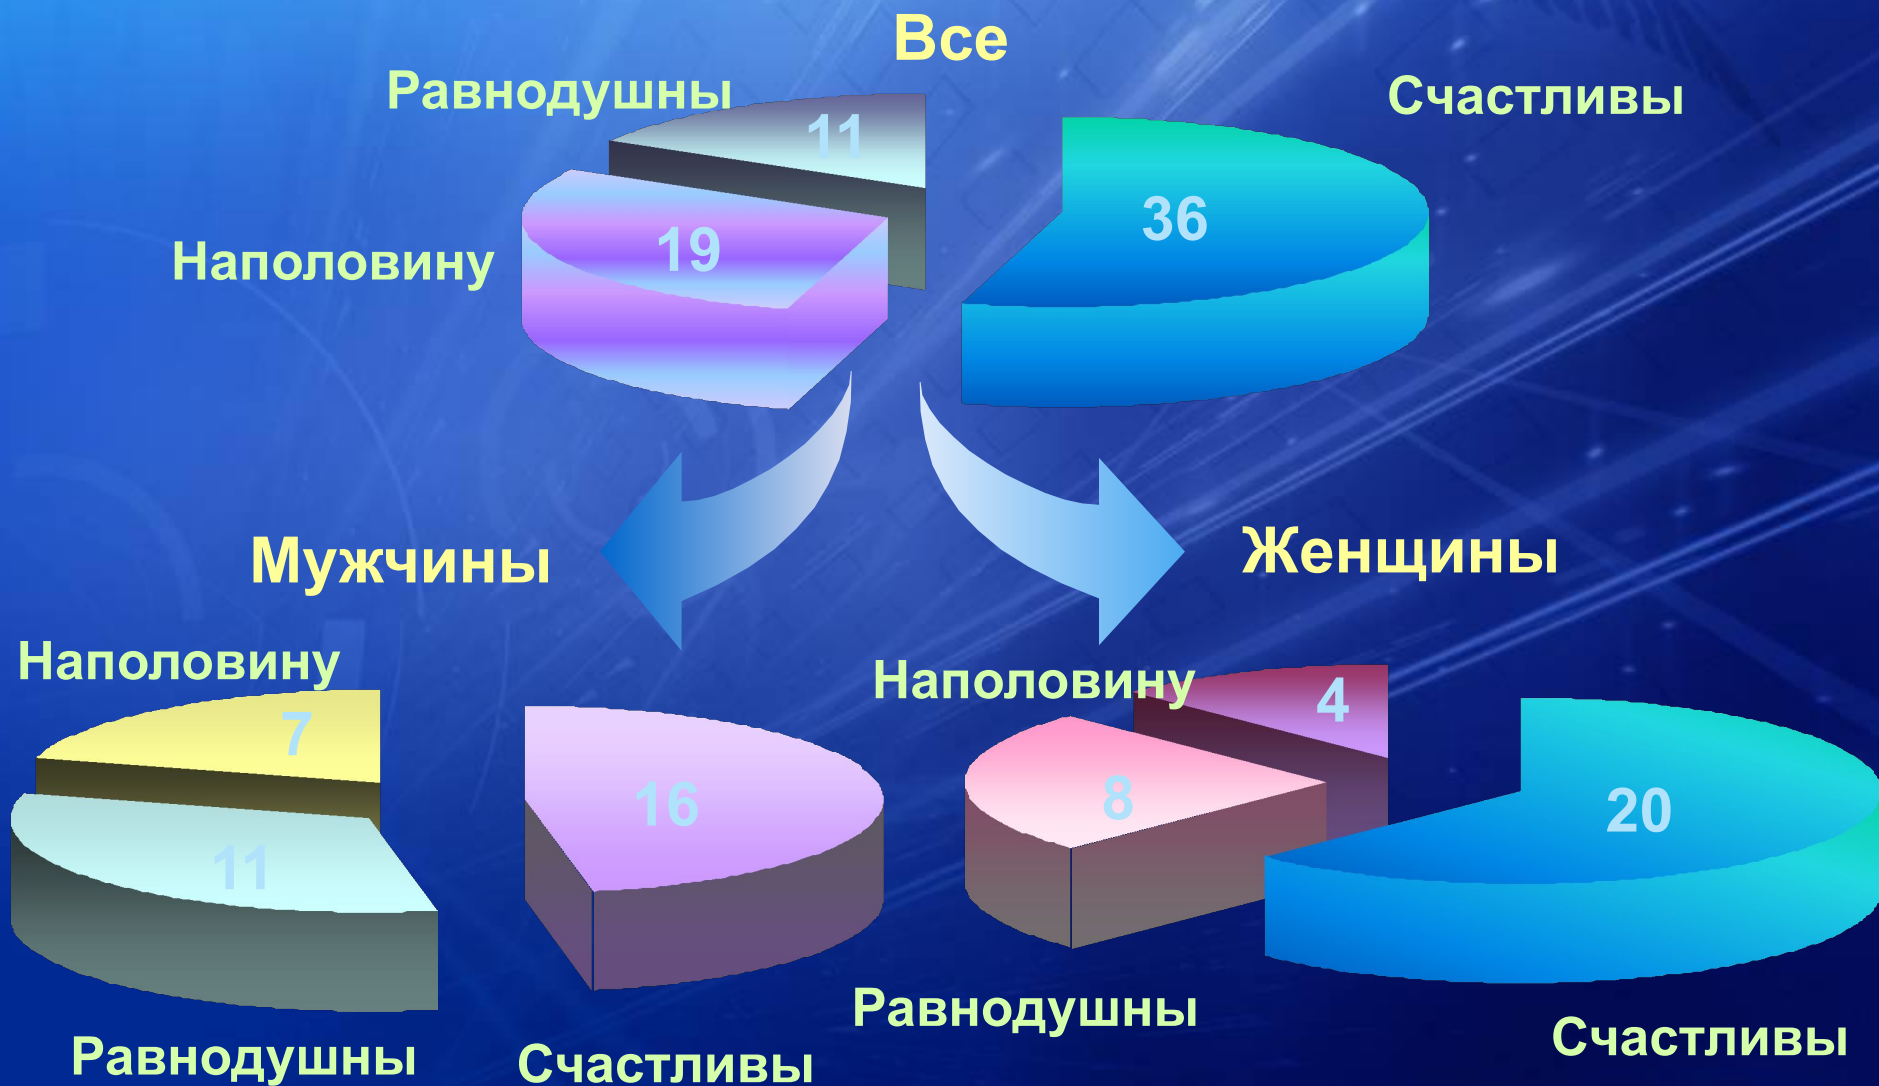 Все
Равнодушны
Счастливы
11
36
19
Наполовину
Мужчины
Женщины
Наполовину
7
16
11
Равнодушны
Счастливы
Наполовину
4
8
20
Равнодушны
Счастливы